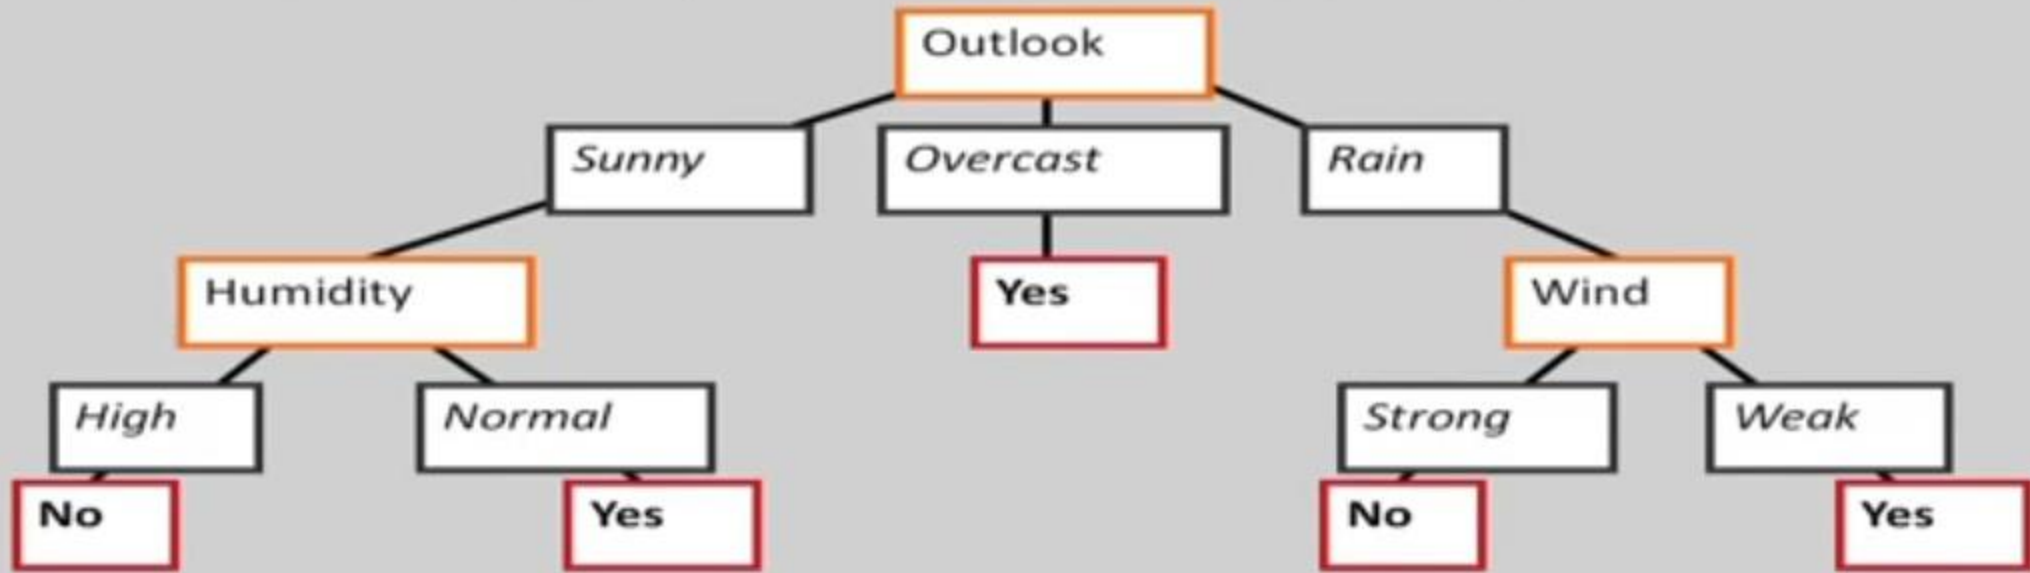 Outlook
Sunny
Overcast
Rain
Humidity
Yes
Wind
High
Normal
Strong
Weak
No
Yes
No
Yes